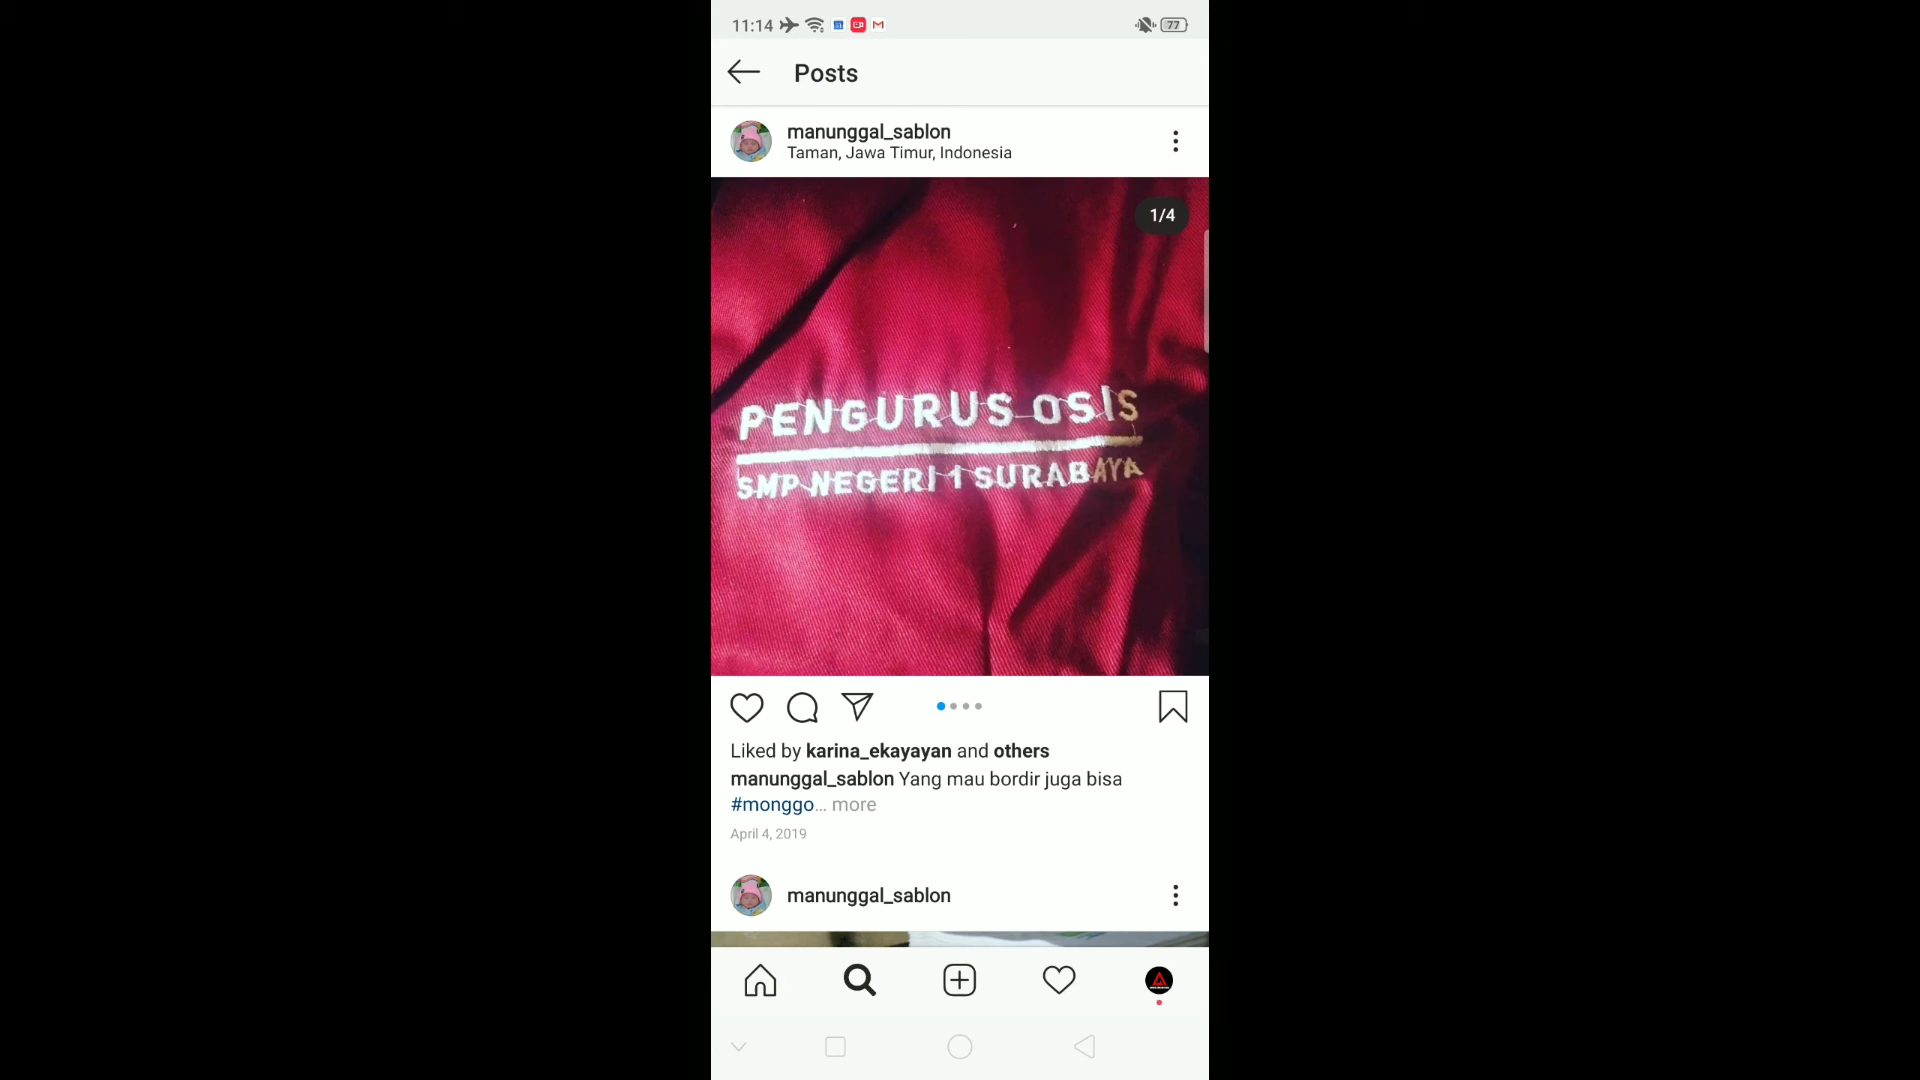 11:14
77
Posts
manunggal_sablon
Taman, Jawa Timur, Indonesia
1/4
PENGURUS OSIS
SMP NEGERI 1 SURABAYA
Liked by karina_ekayayan and others
manunggal_sablon Yang mau bordir juga bisa
#monggo... more
April 4, 2019
manunggal_sablon